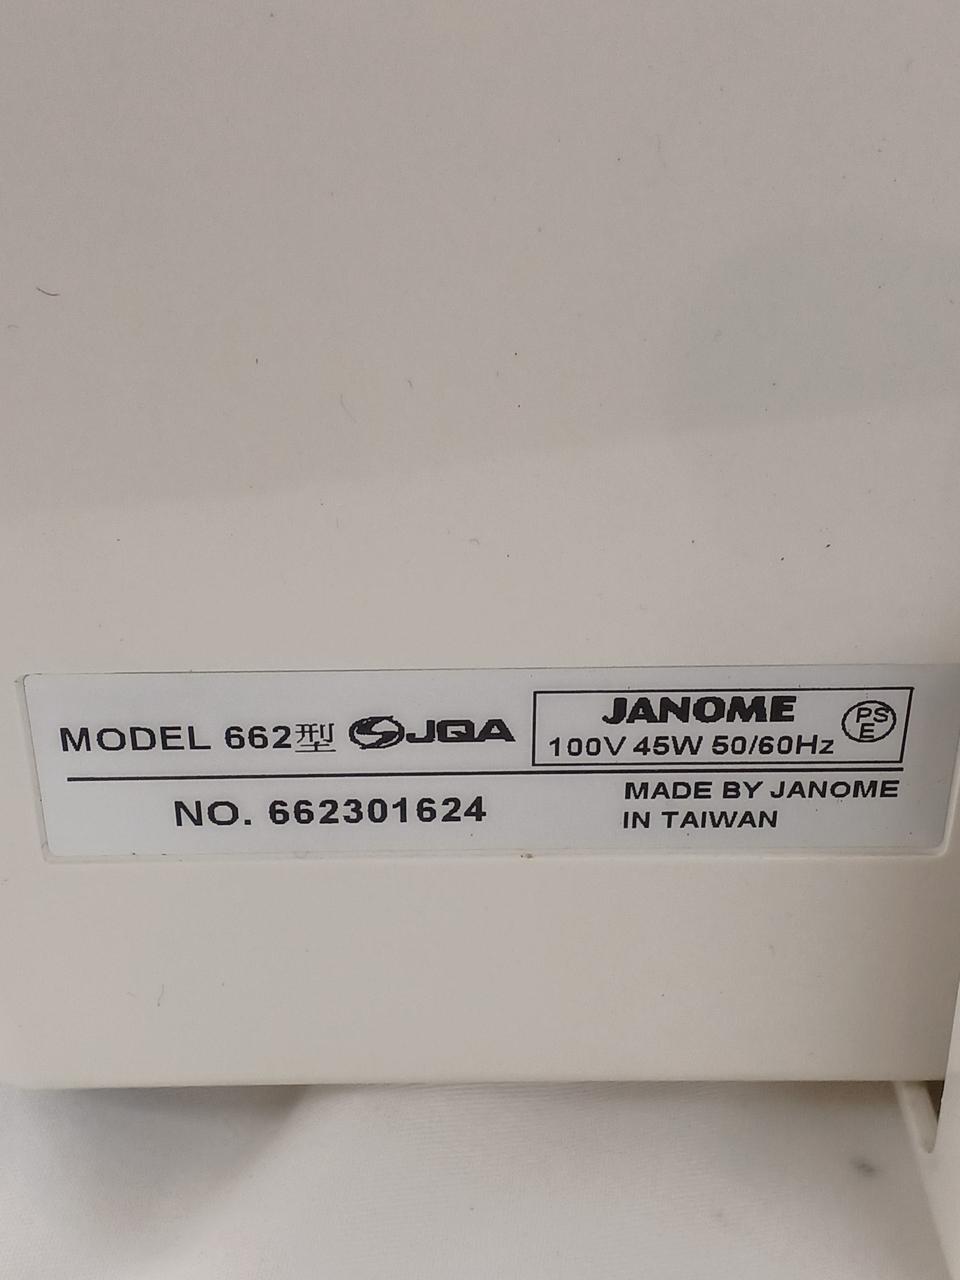 MODEL 662型 JQA
JANOME
100V 45W 50/60Hz
PS
E
NO. 662301624
MADE BY JANOME
IN TAIWAN